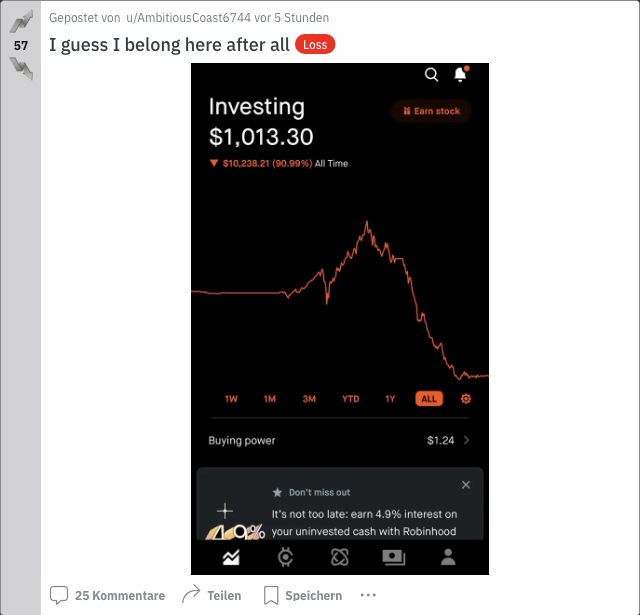 Gepostet von u/AmbitiousCoast6744 vor 5 Stunden
57
I guess I belong here after all Loss
Investing
Earn stock
$1,013.30
▼ $10,238.21 (90.99%) All Time
1W 1M 3M YTD 1Y ALL
Buying power $1.24
Don't miss out
It's not too late: earn 4.9% interest on
your uninvested cash with Robinhood
4.9%
25 Kommentare Teilen Speichern